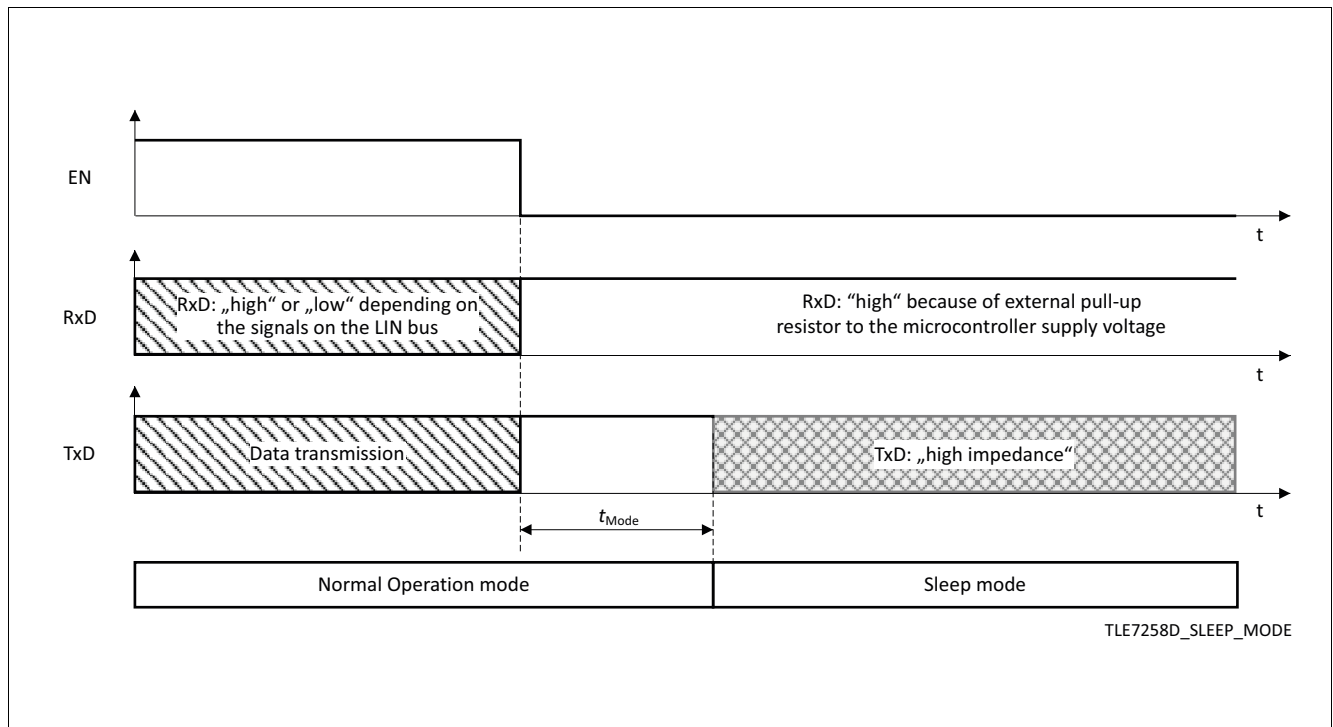 EN
t
RxD
RxD: „high“ or „low“ depending on
the signals on the LIN bus
RxD: “high“ because of external pull-up
resistor to the microcontroller supply voltage
t
TxD
Data transmission
TxD: „high impedance“
t
tMode
Normal Operation mode
Sleep mode
TLE7258D_SLEEP_MODE